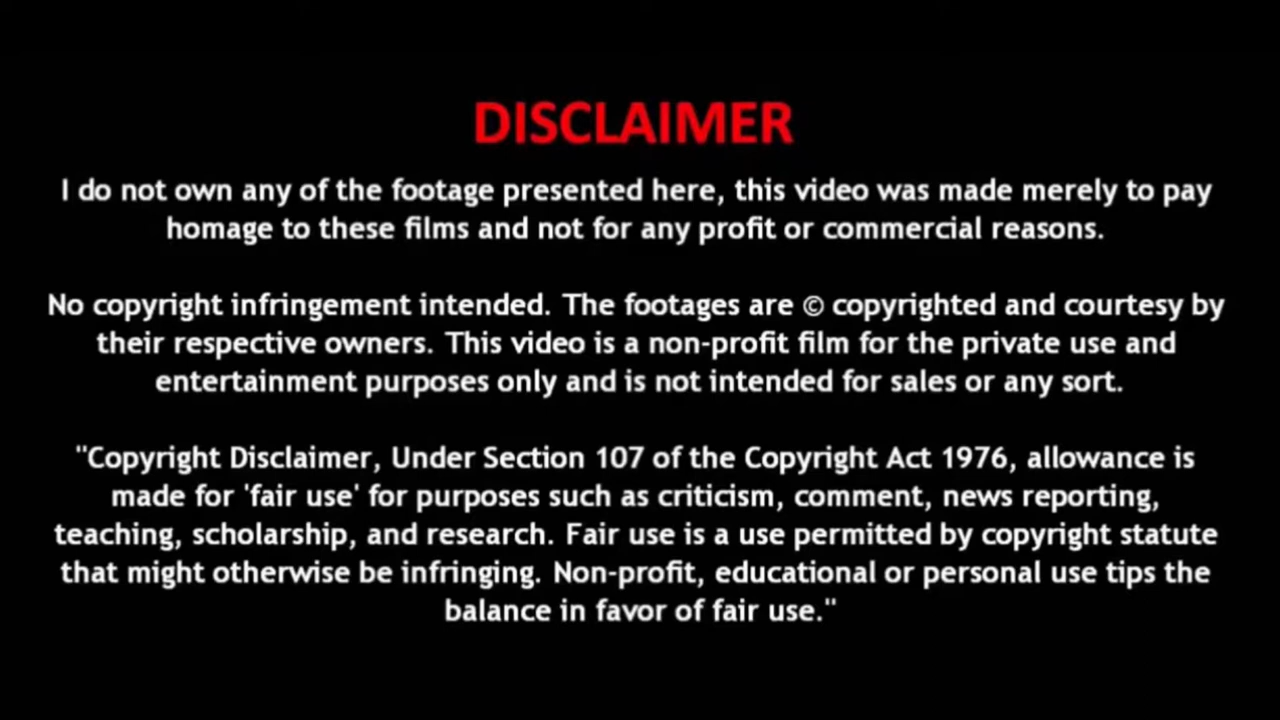 DISCLAIMER
I do not own any of the footage presented here, this video was made merely to pay
homage to these films and not for any profit or commercial reasons.
No copyright infringement intended. The footages are © copyrighted and courtesy by
their respective owners. This video is a non-profit film for the private use and
entertainment purposes only and is not intended for sales or any sort.
"Copyright Disclaimer, Under Section 107 of the Copyright Act 1976, allowance is
made for 'fair use' for purposes such as criticism, comment, news reporting,
teaching, scholarship, and research. Fair use is a use permitted by copyright statute
that might otherwise be infringing. Non-profit, educational or personal use tips the
balance in favor of fair use."